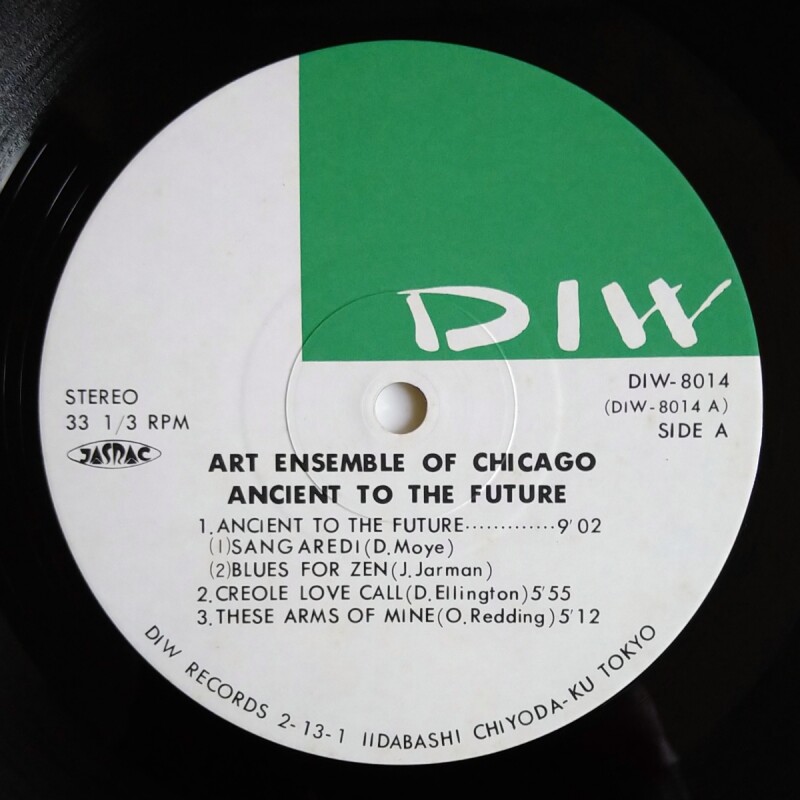 DIW
DIW-8014
(DIW-8014 A)
SIDE A
STEREO
33 1/3 RPM
JASRAC
ART ENSEMBLE OF CHICAGO
ANCIENT TO THE FUTURE
1.ANCIENT TO THE FUTURE·············9'02
(1)SANGAREDI(D.Moye)
(2)BLUES FOR ZEN(J.Jarman)
2.CREOLE LOVE CALL(D.Ellington)5'55
3.THESE ARMS OF MINE(O.Redding)5'12
DIW RECORDS 2-13-1 IIDABASHI CHIYODA-KU TOKYO